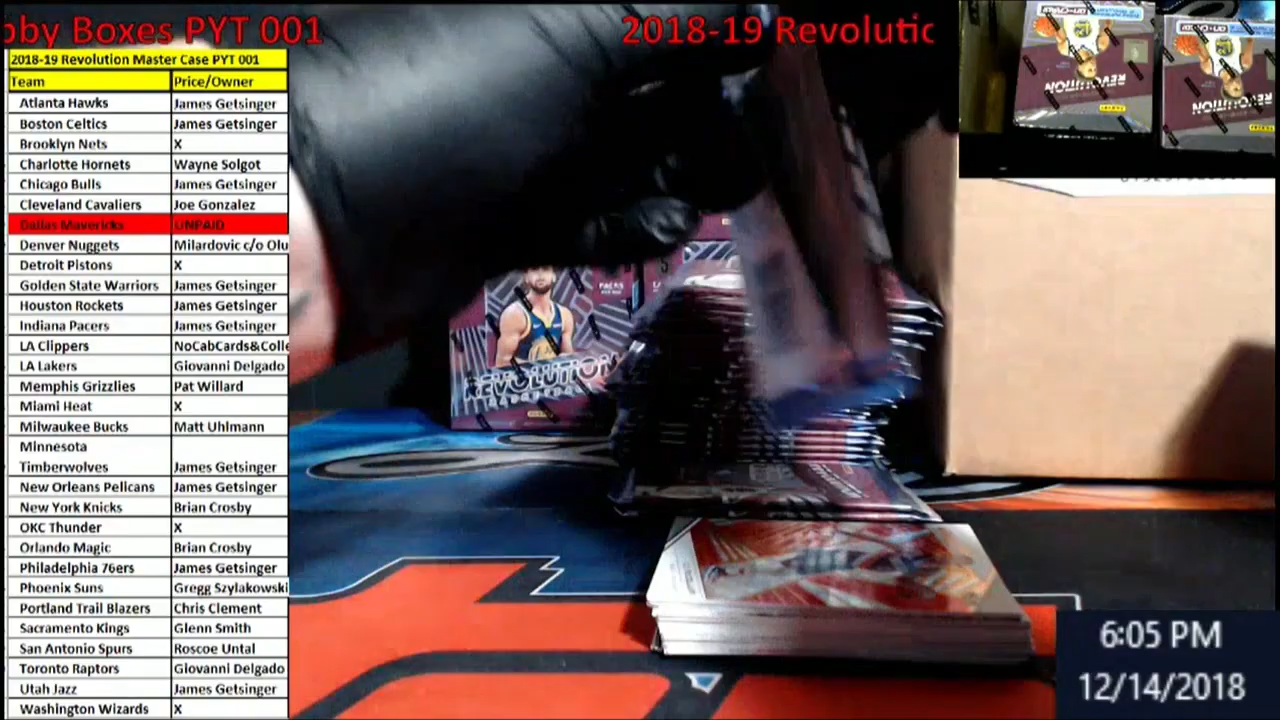 bby Boxes PYT 001
2018-19 Revolutic
2018-19 Revolution Master Case PYT 001
Team Price/Owner
Atlanta Hawks James Getsinger
Boston Celtics James Getsinger
Brooklyn Nets X
Charlotte Hornets Wayne Solgot
Chicago Bulls James Getsinger
Cleveland Cavaliers Joe Gonzalez
Dallas Mavericks UNPAID
Denver Nuggets Milardovic c/o Olu
Detroit Pistons X
Golden State Warriors James Getsinger
Houston Rockets James Getsinger
Indiana Pacers James Getsinger
LA Clippers NoCabCards&Colle
LA Lakers Giovanni Delgado
Memphis Grizzlies Pat Willard
Miami Heat X
Milwaukee Bucks Matt Uhlmann
Minnesota
Timberwolves James Getsinger
New Orleans Pelicans James Getsinger
New York Knicks Brian Crosby
OKC Thunder X
Orlando Magic Brian Crosby
Philadelphia 76ers James Getsinger
Phoenix Suns Gregg Szylakowski
Portland Trail Blazers Chris Clement
Sacramento Kings Glenn Smith
San Antonio Spurs Roscoe Untal
Toronto Raptors Giovanni Delgado
Utah Jazz James Getsinger
Washington Wizards X
REVOLUTION
REVOLUTION
REVOLUTION
BASKETBALL
6:05 PM
12/14/2018